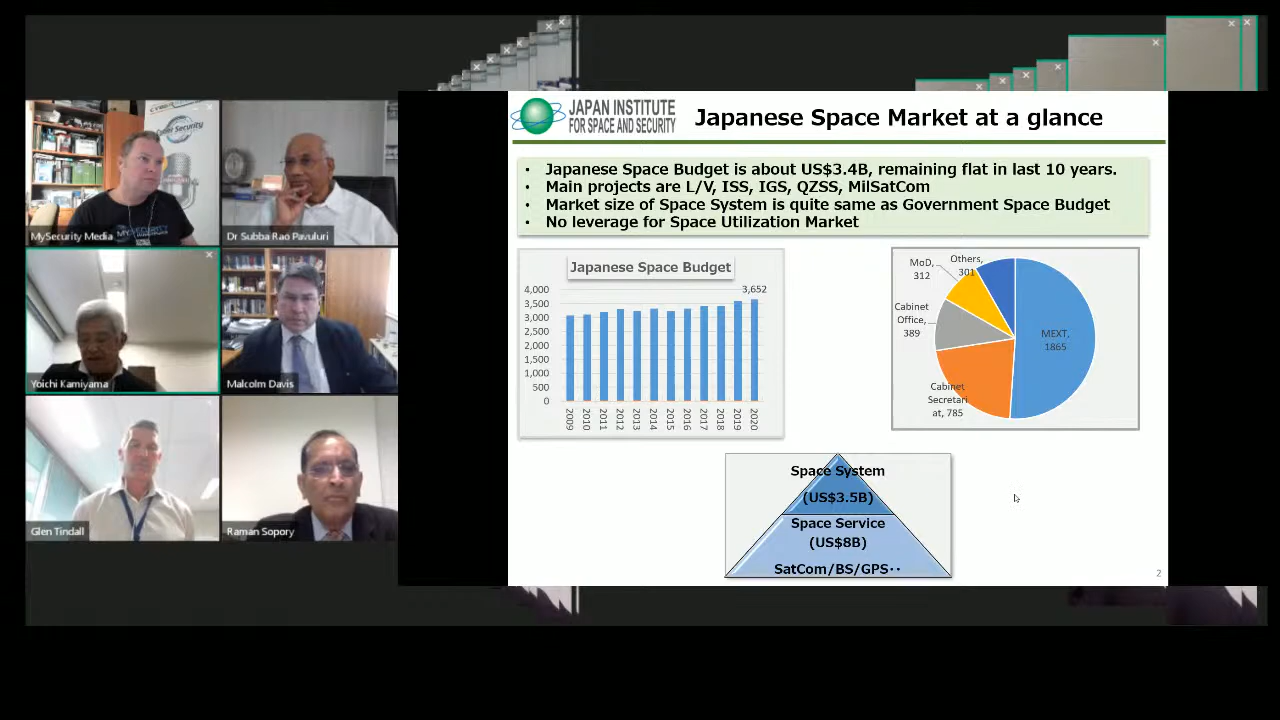 MySecurity Media
Dr Subba Rao Pavuluri
Yoichi Kamiyama
Malcolm Davis
Glen Tindall
Raman Sopory
JAPAN INSTITUTE
FOR SPACE AND SECURITY
Japanese Space Market at a glance
• Japanese Space Budget is about US$3.4B, remaining flat in last 10 years.
• Main projects are L/V, ISS, IGS, QZSS, MilSatCom
• Market size of Space System is quite same as Government Space Budget
• No leverage for Space Utilization Market
Japanese Space Budget
3,652
4,000
3,500
3,000
2,500
2,000
1,500
1,000
500
0
2009
2010
2011
2012
2013
2014
2015
2016
2017
2018
2019
2020
MoD,
312
Others,
301
Cabinet
Office,
389
MEXT,
1865
Cabinet
Secretari
at, 785
Space System
(US$3.5B)
Space Service
(US$8B)
SatCom/BS/GPS‥
2